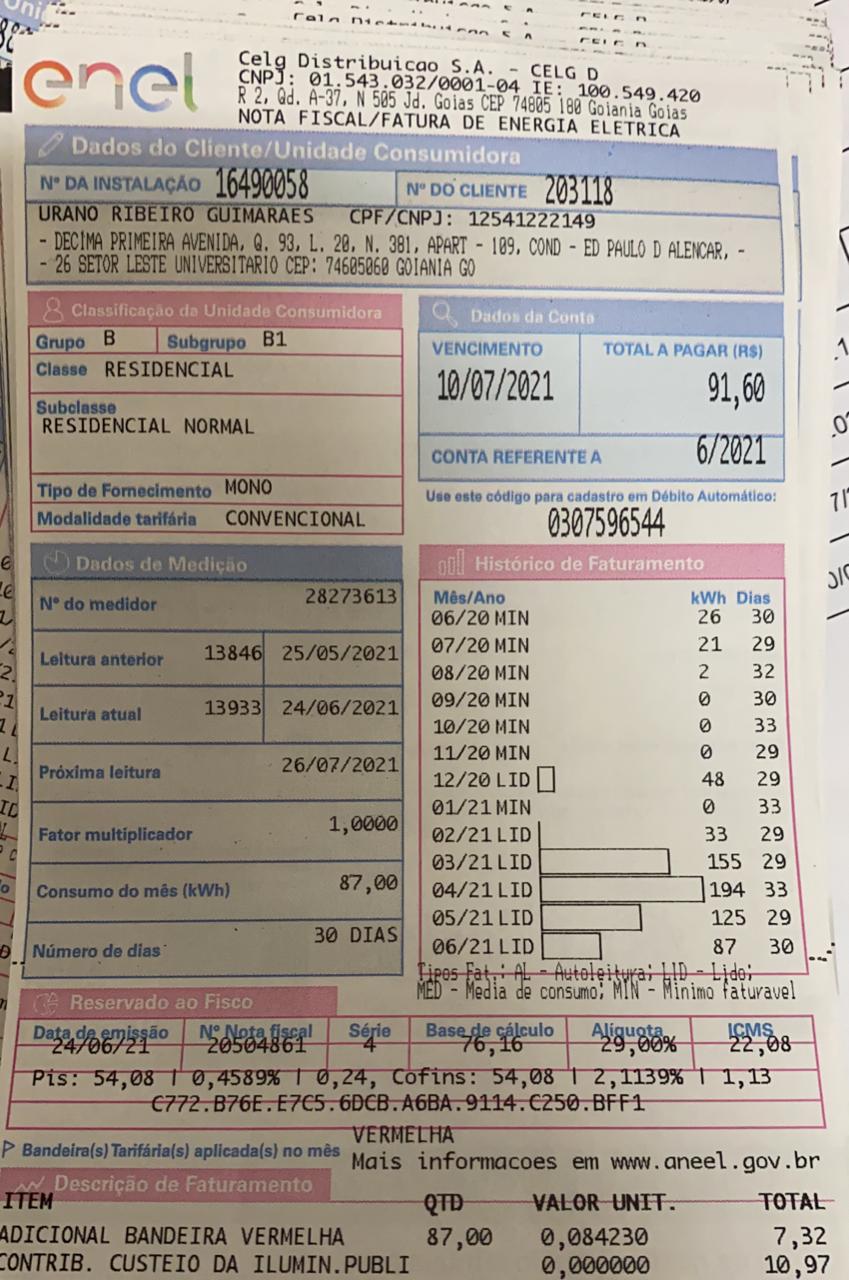 enel
Celg Distribuicao S.A. - CELG D
CNPJ: 01.543.032/0001-04 IE: 100.549.420
R 2, Qd. A-37, N 505 Jd. Goias CEP 74805 180 Goiania Goias
NOTA FISCAL/FATURA DE ENERGIA ELETRICA
Dados do Cliente/Unidade Consumidora
Nº DA INSTALAÇÃO 16490058 Nº DO CLIENTE 203118
URANO RIBEIRO GUIMARAES CPF/CNPJ: 12541222149
- DECIMA PRIMEIRA AVENIDA, Q. 93, L. 20, N. 381, APART - 109, COND - ED PAULO D ALENCAR, -
- 26 SETOR LESTE UNIVERSITARIO CEP: 74605060 GOIANIA GO
Classificação da Unidade Consumidora
Grupo B Subgrupo B1
Classe RESIDENCIAL
Subclasse
RESIDENCIAL NORMAL
Tipo de Fornecimento MONO
Modalidade tarifária CONVENCIONAL
Dados da Conta
VENCIMENTO TOTAL A PAGAR (R$)
10/07/2021 91,60
CONTA REFERENTE A 6/2021
Use este código para cadastro em Débito Automático:
0307596544
Dados de Medição
Nº do medidor 28273613
Leitura anterior 13846 25/05/2021
Leitura atual 13933 24/06/2021
Próxima leitura 26/07/2021
Fator multiplicador 1,0000
Consumo do mês (kWh) 87,00
Número de dias 30 DIAS
Histórico de Faturamento
Mês/Ano kWh Dias
06/20 MIN 26 30
07/20 MIN 21 29
08/20 MIN 2 32
09/20 MIN 0 30
10/20 MIN 0 33
11/20 MIN 0 29
12/20 LID 48 29
01/21 MIN 0 33
02/21 LID 33 29
03/21 LID 155 29
04/21 LID 194 33
05/21 LID 125 29
06/21 LID 87 30
Tipos Fat.: AL - Autoleitura; LID - Lido;
MED - Media de consumo; MIN - Minimo faturavel
Reservado ao Fisco
Data de emissão Nº Nota fiscal Série Base de cálculo Alíquota ICMS
24/06/21 20504861 4 76,16 29,00% 22,08
Pis: 54,08 | 0,4589% | 0,24, Cofins: 54,08 | 2,1139% | 1,13
C772.B76E.E7C5.6DCB.A6BA.9114.C250.BFF1
Bandeira(s) Tarifária(s) aplicada(s) no mês VERMELHA
Mais informacoes em www.aneel.gov.br
Descrição de Faturamento
ITEM QTD VALOR UNIT. TOTAL
ADICIONAL BANDEIRA VERMELHA 87,00 0,084230 7,32
CONTRIB. CUSTEIO DA ILUMIN.PUBLI 0,000000 10,97